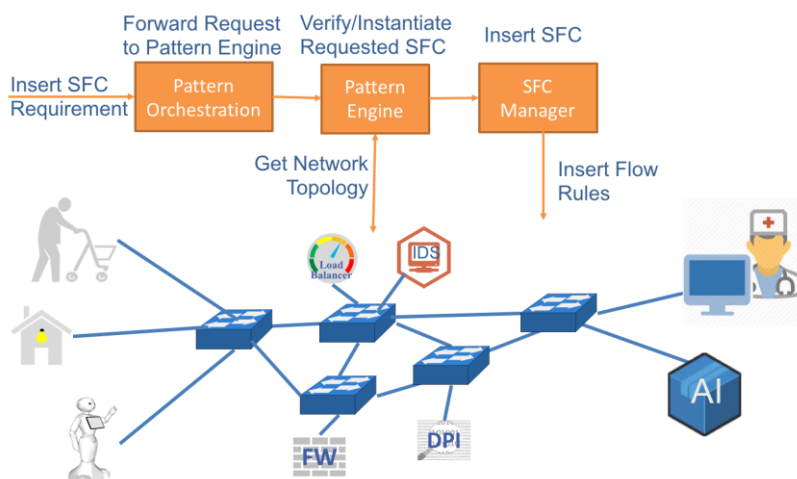 Forward Request
to Pattern Engine
Verify/Instantiate
Requested SFC
Insert SFC
Insert SFC
Requirement
Pattern
Orchestration
Pattern
Engine
SFC
Manager
Get Network
Topology
Insert Flow
Rules
Load
Balancer
IDS
FW
DPI
AI